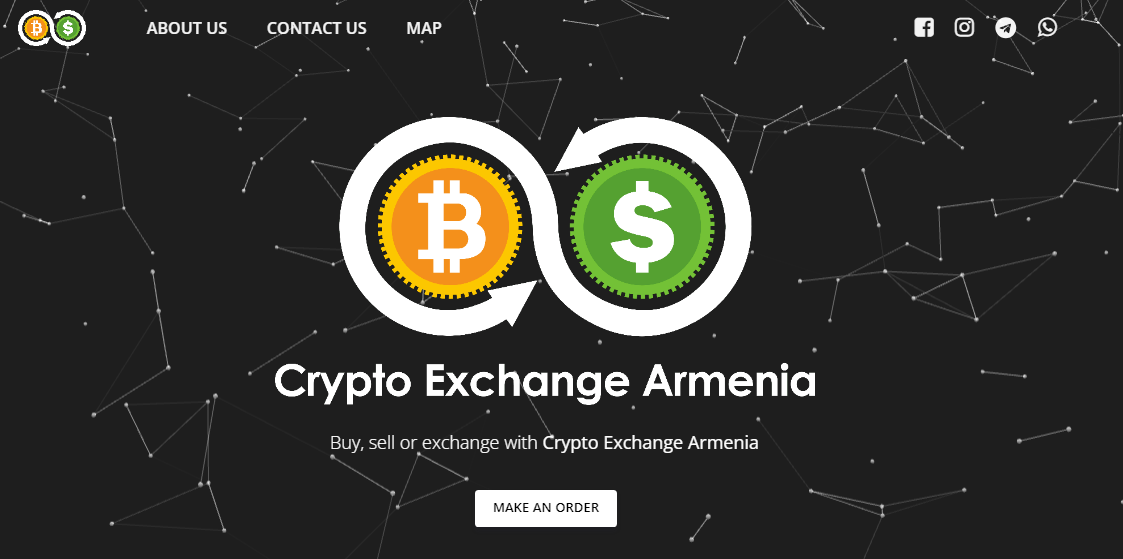 ABOUT US
CONTACT US
MAP
Crypto Exchange Armenia
Buy, sell or exchange with Crypto Exchange Armenia
MAKE AN ORDER